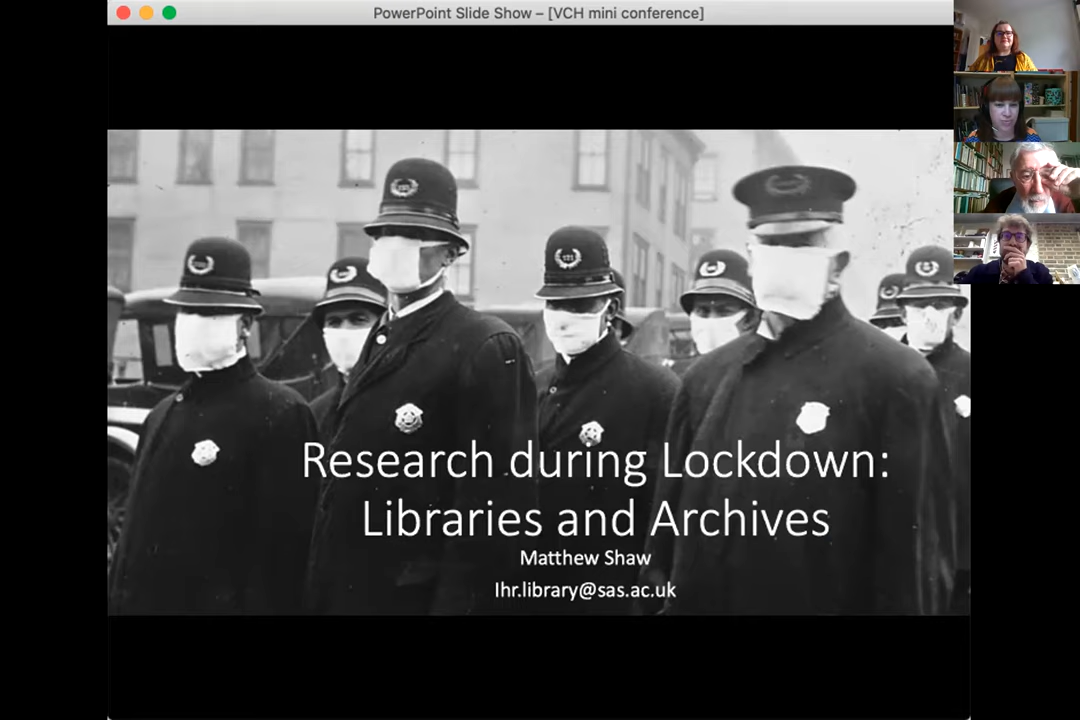 PowerPoint Slide Show – [VCH mini conference]
Research during Lockdown:
Libraries and Archives
Matthew Shaw
Ihr.library@sas.ac.uk